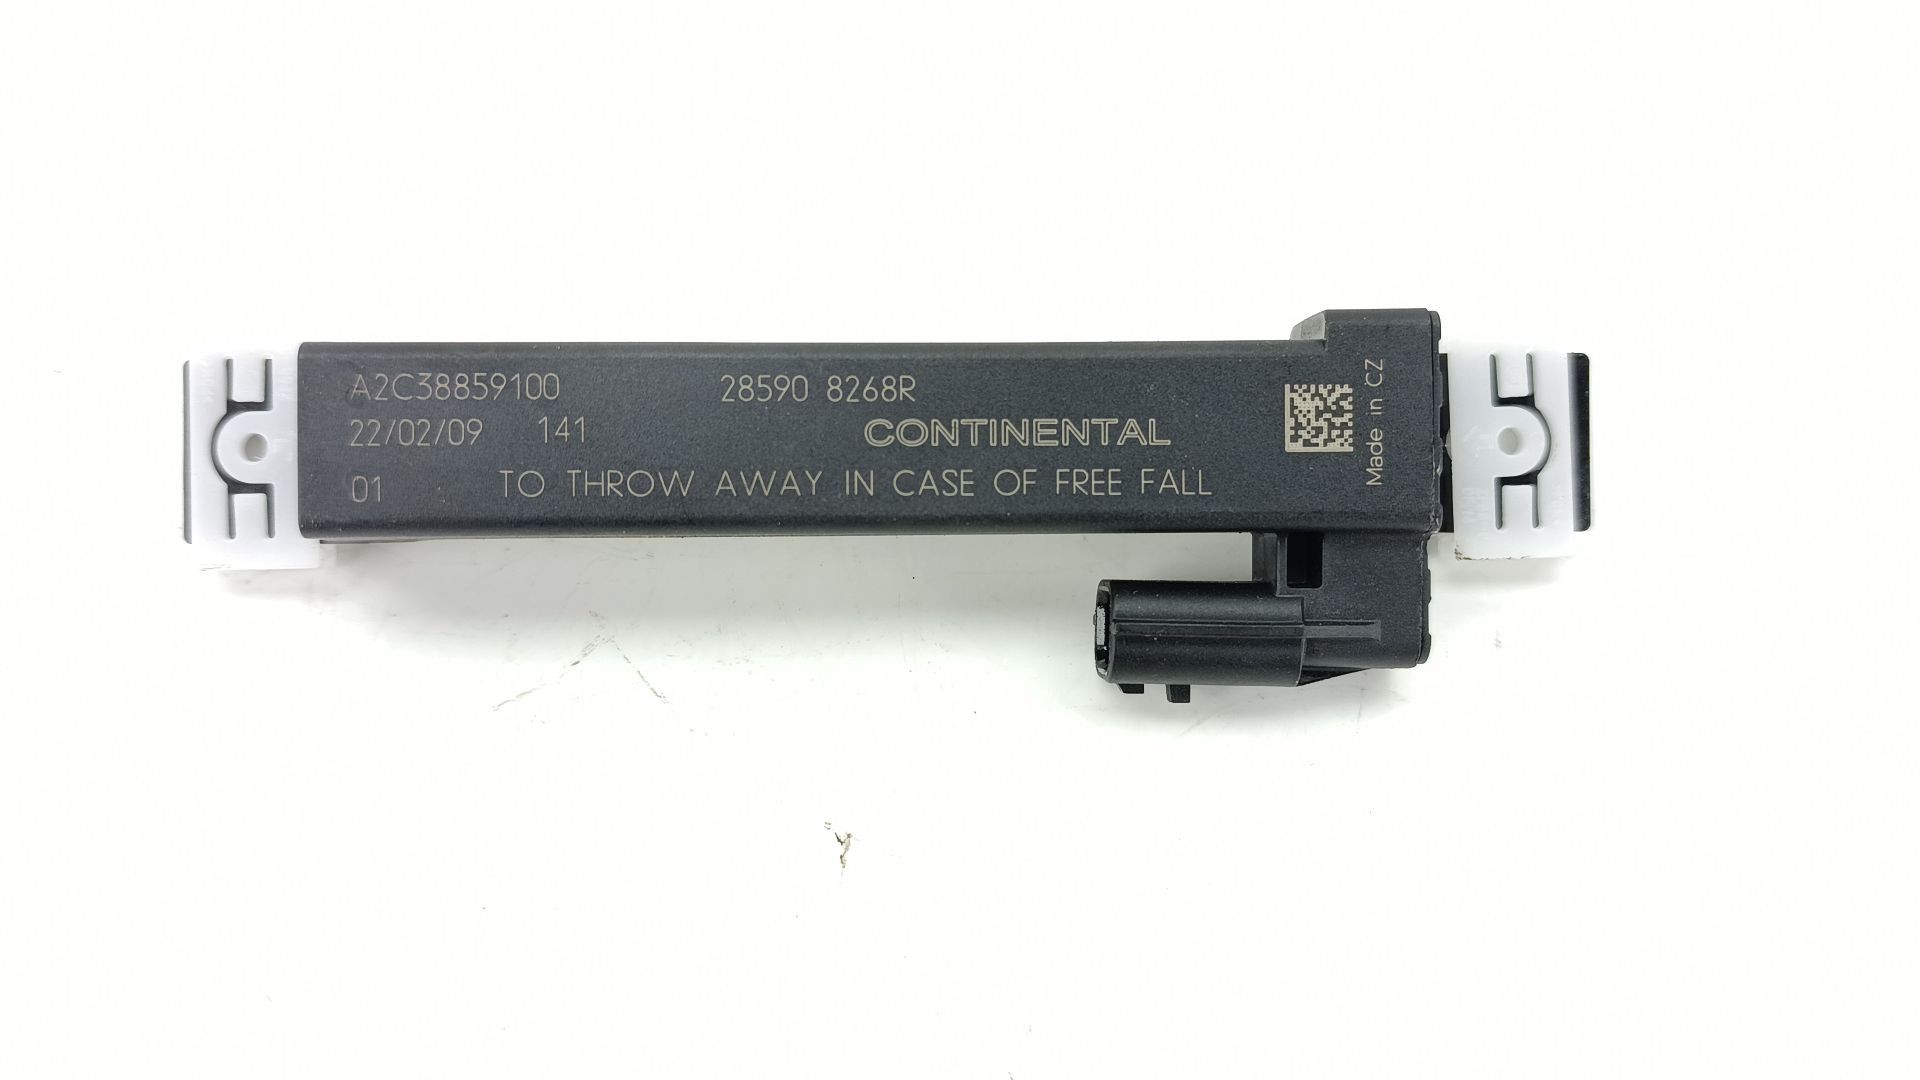 A2C38859100 28590 8268R
22/02/09 141 CONTINENTAL
01 TO THROW AWAY IN CASE OF FREE FALL
Made in CZ